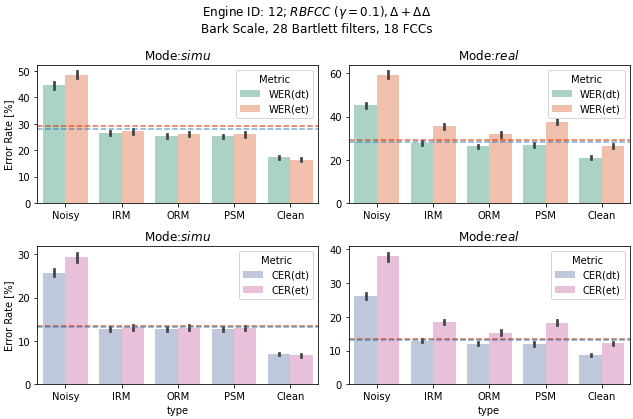 Engine ID: 12; RBFCC (γ = 0.1), Δ + ΔΔ
Bark Scale, 28 Bartlett filters, 18 FCCs
Mode:simu
Error Rate [%]
50
40
30
20
10
0
Metric
WER(dt)
WER(et)
Noisy IRM ORM PSM Clean
Mode:real
60
40
20
0
Metric
WER(dt)
WER(et)
Noisy IRM ORM PSM Clean
Mode:simu
Error Rate [%]
30
20
10
0
Metric
CER(dt)
CER(et)
Noisy IRM ORM PSM Clean
type
Mode:real
40
30
20
10
0
Metric
CER(dt)
CER(et)
Noisy IRM ORM PSM Clean
type